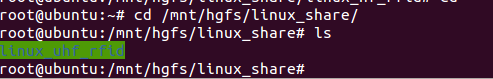 root@ubuntu:~# cd /mnt/hgfs/linux_share/
root@ubuntu:/mnt/hgfs/linux_share# ls
linux_uhf_rfid
root@ubuntu:/mnt/hgfs/linux_share#